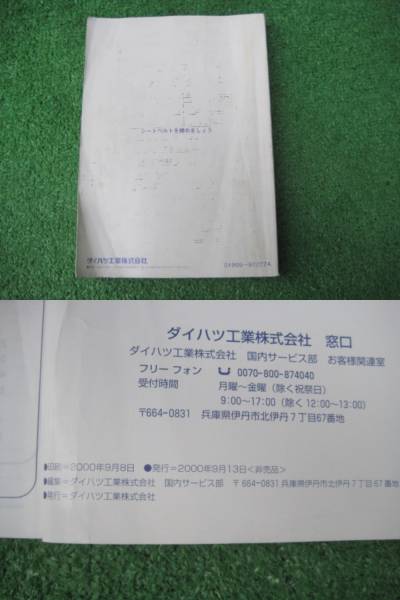 シートベルトを締めましょう
ダイハツ工業株式会社
ダイハツ工業株式会社　窓口
ダイハツ工業株式会社　国内サービス部　お客様関連室
フリーフォン　0070-800-874040
受付時間　月曜〜金曜（除く祝祭日）
9:00〜17:00（除く12:00〜13:00）
〒664-0831　兵庫県伊丹市北伊丹７丁目67番地
●印刷＝2000年9月8日　●発行＝2000年9月13日＜非売品＞
●編集＝ダイハツ工業株式会社　国内サービス部　〒664-0831 兵庫県伊丹市北伊丹７丁目67番地
●発行＝ダイハツ工業株式会社